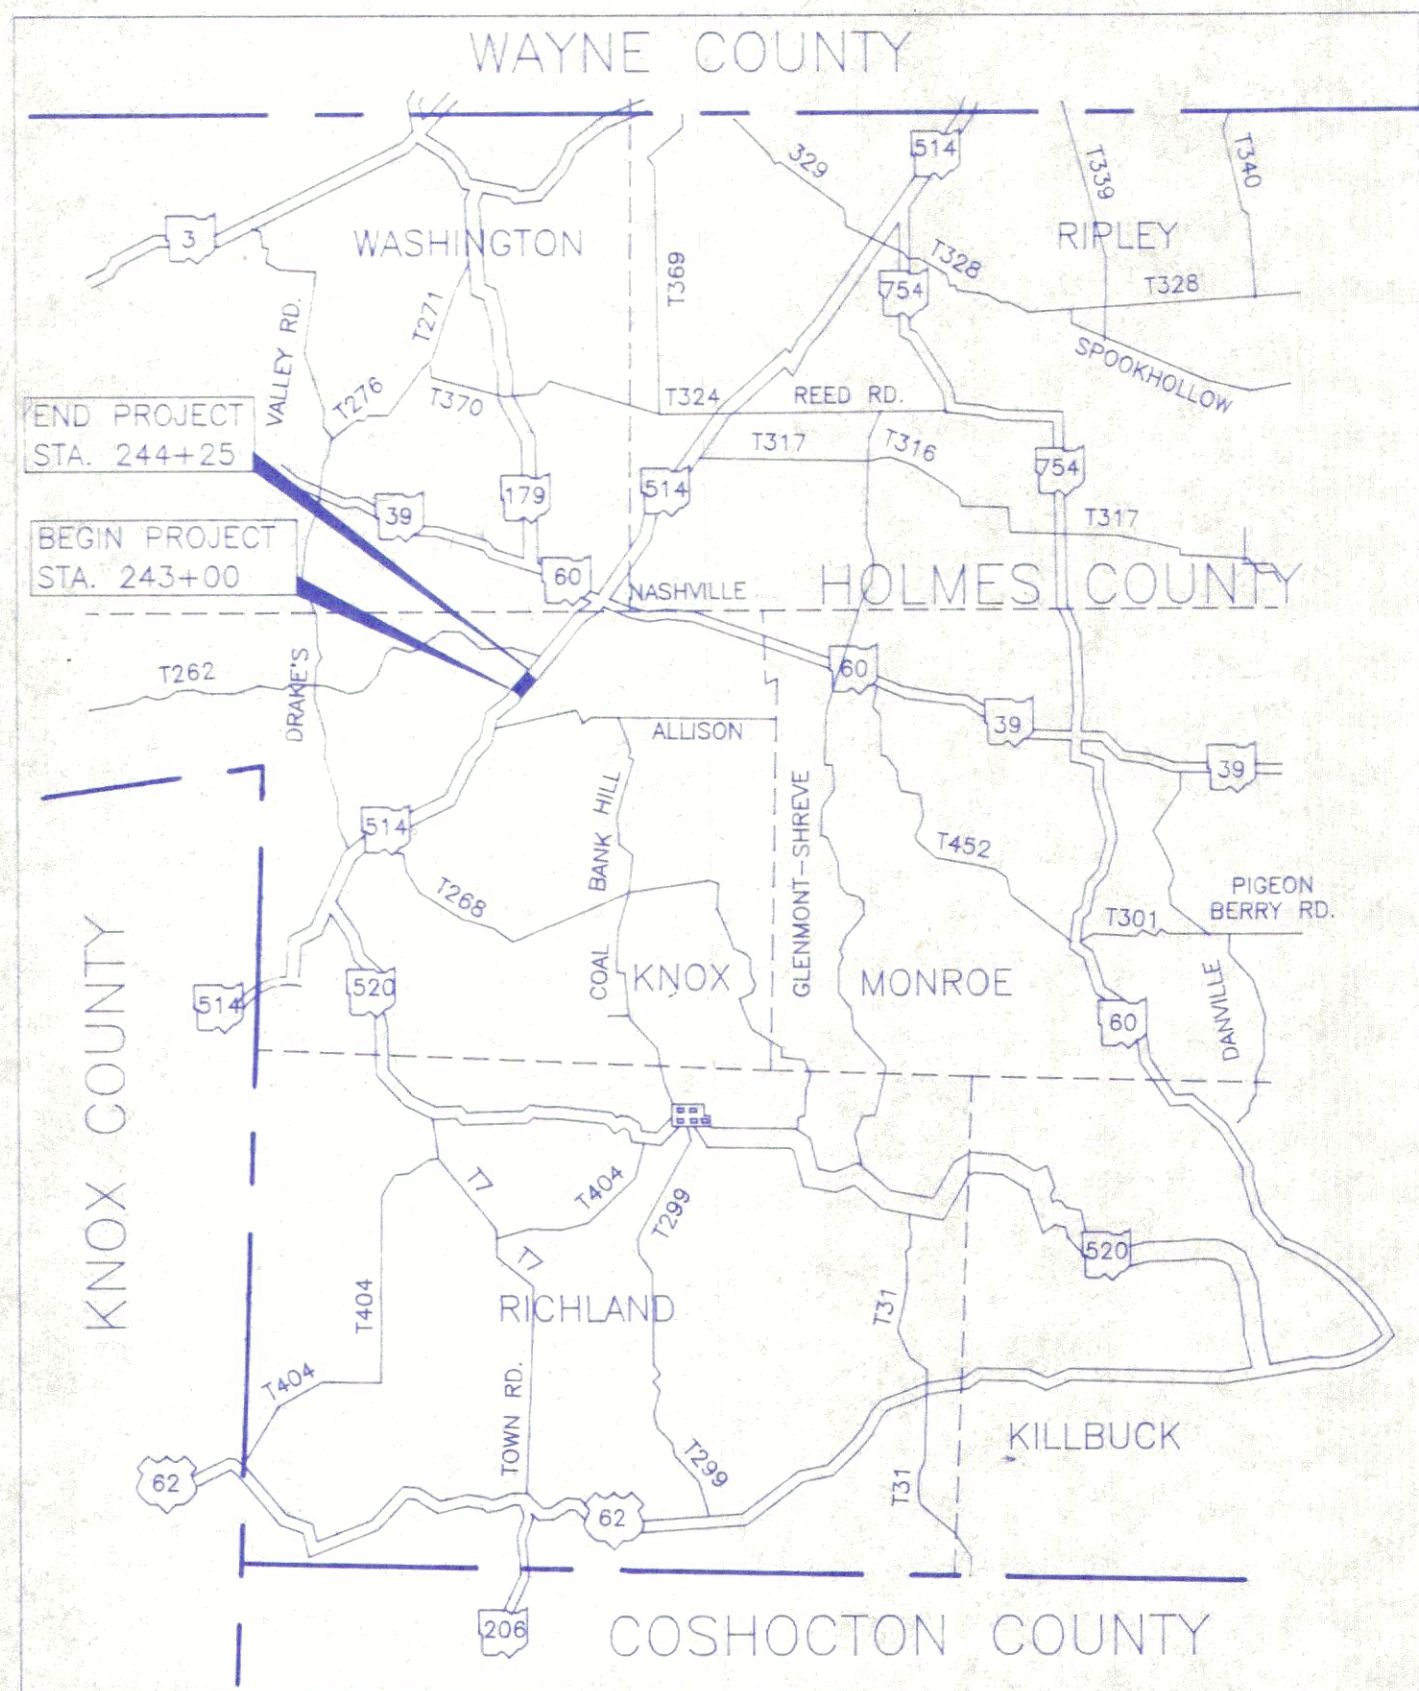 WAYNE COUNTY
514
329
T339
T340
3
WASHINGTON
RIPLEY
T369
T328
754
T328
T271
VALLEY RD.
SPOOKHOLLOW
T276
T370
T324
REED RD.
END PROJECT
STA. 244+25
T317
T316
754
39
179
514
T317
BEGIN PROJECT
STA. 243+00
60
NASHVILLE
HOLMES COUNTY
T262
DRAKE'S
60
ALLISON
39
39
514
COAL BANK HILL
GLENMONT-SHREVE
T452
T268
PIGEON
BERRY RD.
T301
KNOX COUNTY
514
520
KNOX
MONROE
60
DANVILLE
T7
T404
T299
520
T7
T404
RICHLAND
T31
T404
TOWN RD.
KILLBUCK
62
T299
T31
62
206
COSHOCTON COUNTY